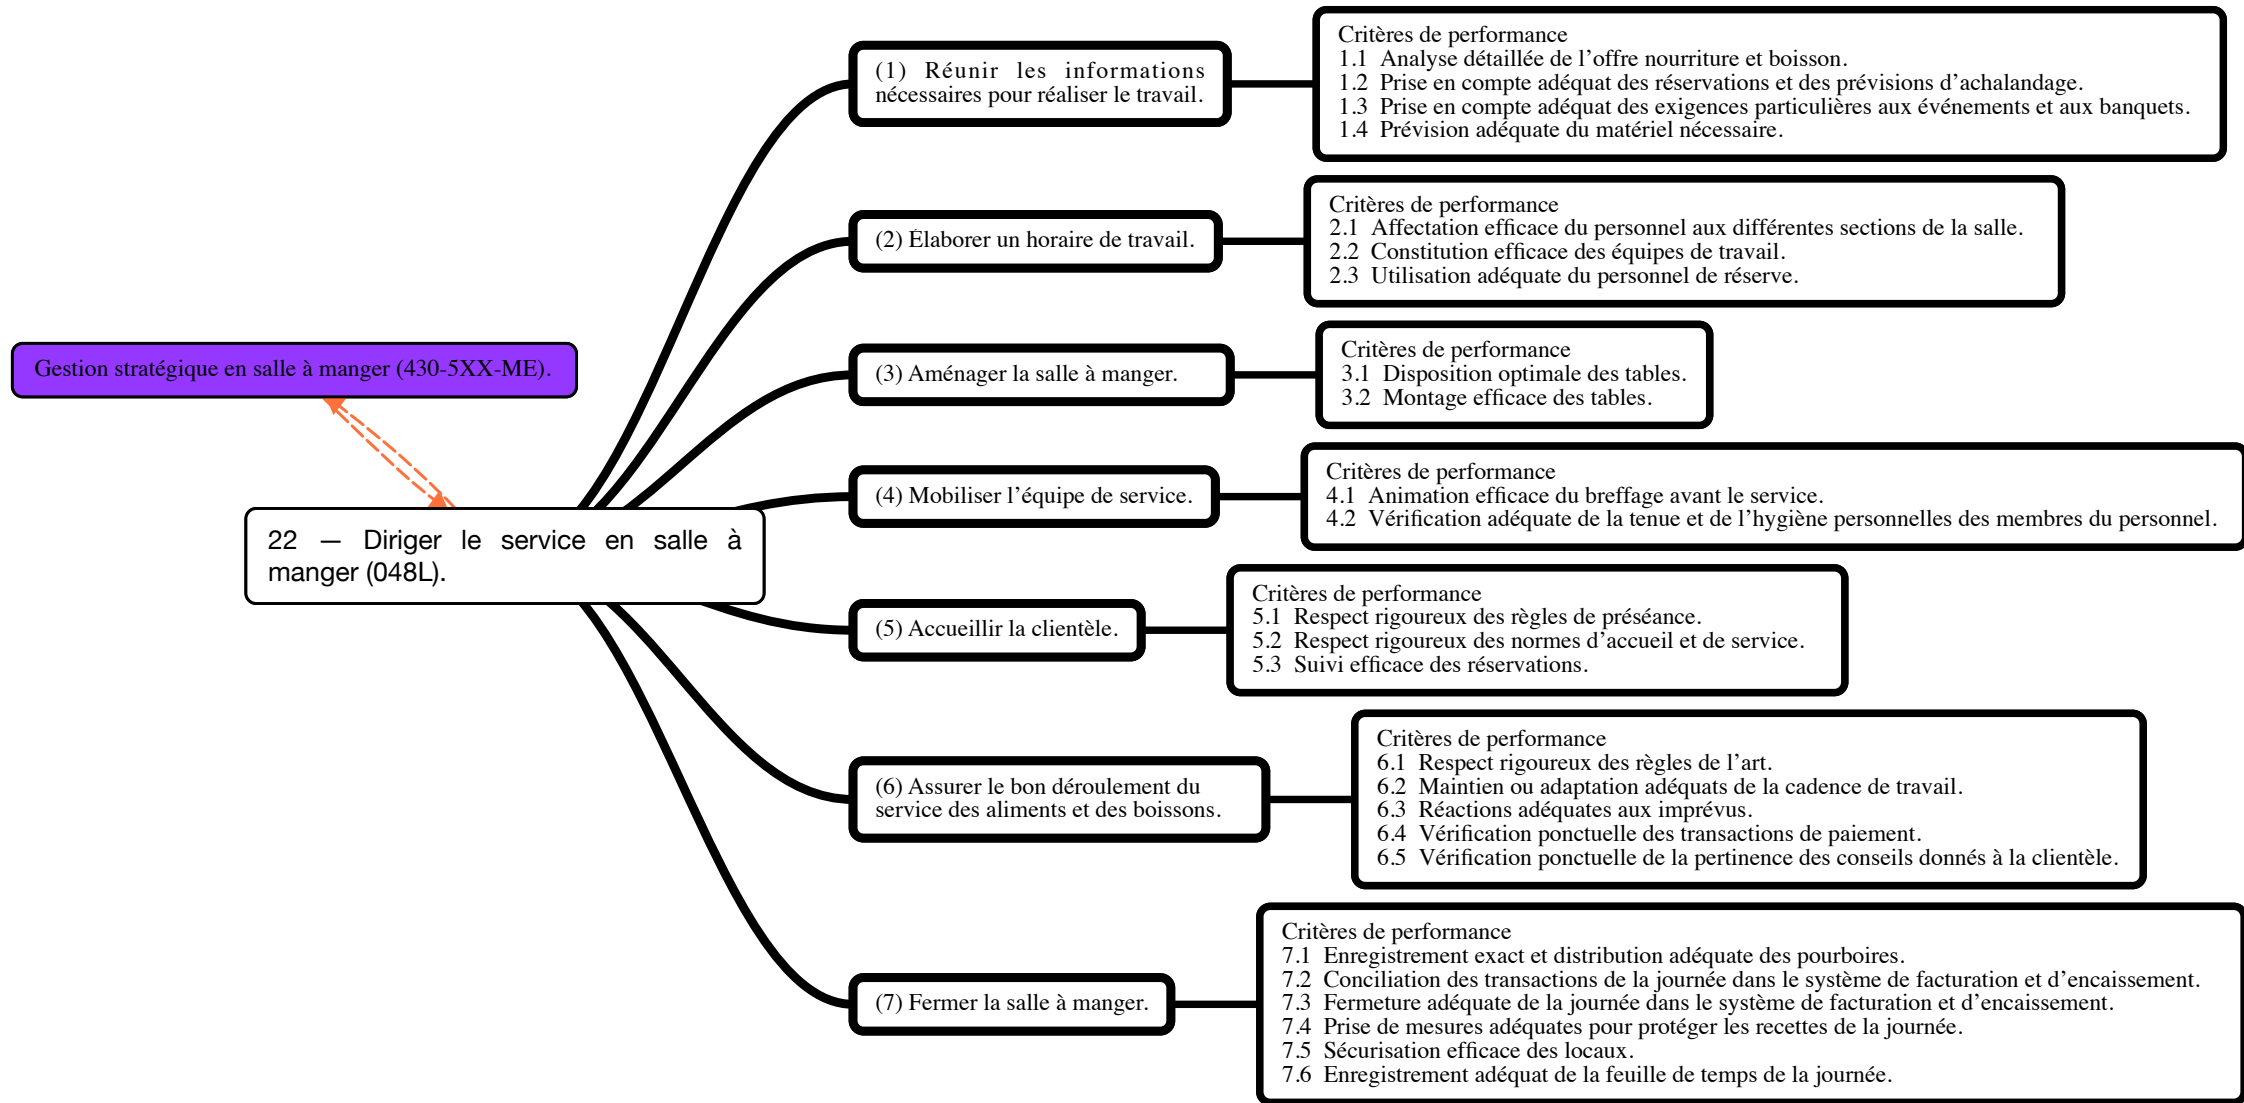 Gestion stratégique en salle à manger (430-5XX-ME).
22 — Diriger le service en salle à
manger (048L).
(1) Réunir les informations
nécessaires pour réaliser le travail.
Critères de performance
1.1 Analyse détaillée de l’offre nourriture et boisson.
1.2 Prise en compte adéquat des réservations et des prévisions d’achalandage.
1.3 Prise en compte adéquat des exigences particulières aux événements et aux banquets.
1.4 Prévision adéquate du matériel nécessaire.
(2) Élaborer un horaire de travail.
Critères de performance
2.1 Affectation efficace du personnel aux différentes sections de la salle.
2.2 Constitution efficace des équipes de travail.
2.3 Utilisation adéquate du personnel de réserve.
(3) Aménager la salle à manger.
Critères de performance
3.1 Disposition optimale des tables.
3.2 Montage efficace des tables.
(4) Mobiliser l’équipe de service.
Critères de performance
4.1 Animation efficace du breffage avant le service.
4.2 Vérification adéquate de la tenue et de l’hygiène personnelles des membres du personnel.
(5) Accueillir la clientèle.
Critères de performance
5.1 Respect rigoureux des règles de préséance.
5.2 Respect rigoureux des normes d’accueil et de service.
5.3 Suivi efficace des réservations.
(6) Assurer le bon déroulement du
service des aliments et des boissons.
Critères de performance
6.1 Respect rigoureux des règles de l’art.
6.2 Maintien ou adaptation adéquats de la cadence de travail.
6.3 Réactions adéquates aux imprévus.
6.4 Vérification ponctuelle des transactions de paiement.
6.5 Vérification ponctuelle de la pertinence des conseils donnés à la clientèle.
(7) Fermer la salle à manger.
Critères de performance
7.1 Enregistrement exact et distribution adéquate des pourboires.
7.2 Conciliation des transactions de la journée dans le système de facturation et d’encaissement.
7.3 Fermeture adéquate de la journée dans le système de facturation et d’encaissement.
7.4 Prise de mesures adéquates pour protéger les recettes de la journée.
7.5 Sécurisation efficace des locaux.
7.6 Enregistrement adéquat de la feuille de temps de la journée.